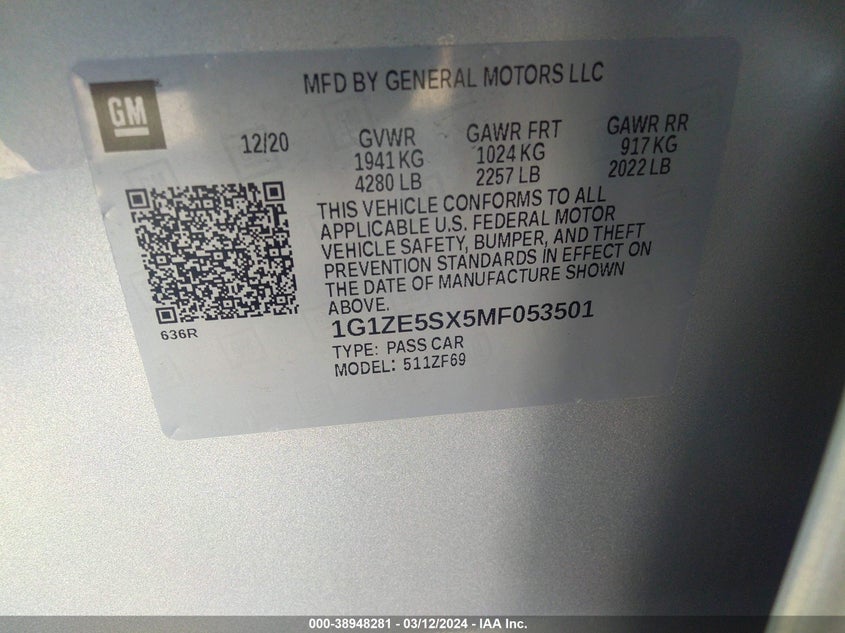 MFD BY GENERAL MOTORS LLC
GM
12/20 GVWR GAWR FRT GAWR RR
1941 KG 1024 KG 917 KG
4280 LB 2257 LB 2022 LB
THIS VEHICLE CONFORMS TO ALL
APPLICABLE U.S. FEDERAL MOTOR
VEHICLE SAFETY, BUMPER, AND THEFT
PREVENTION STANDARDS IN EFFECT ON
THE DATE OF MANUFACTURE SHOWN
ABOVE.
636R
1G1ZE5SX5MF053501
TYPE: PASS CAR
MODEL: 511ZF69
000-38948281 - 03/12/2024 - IAA Inc.